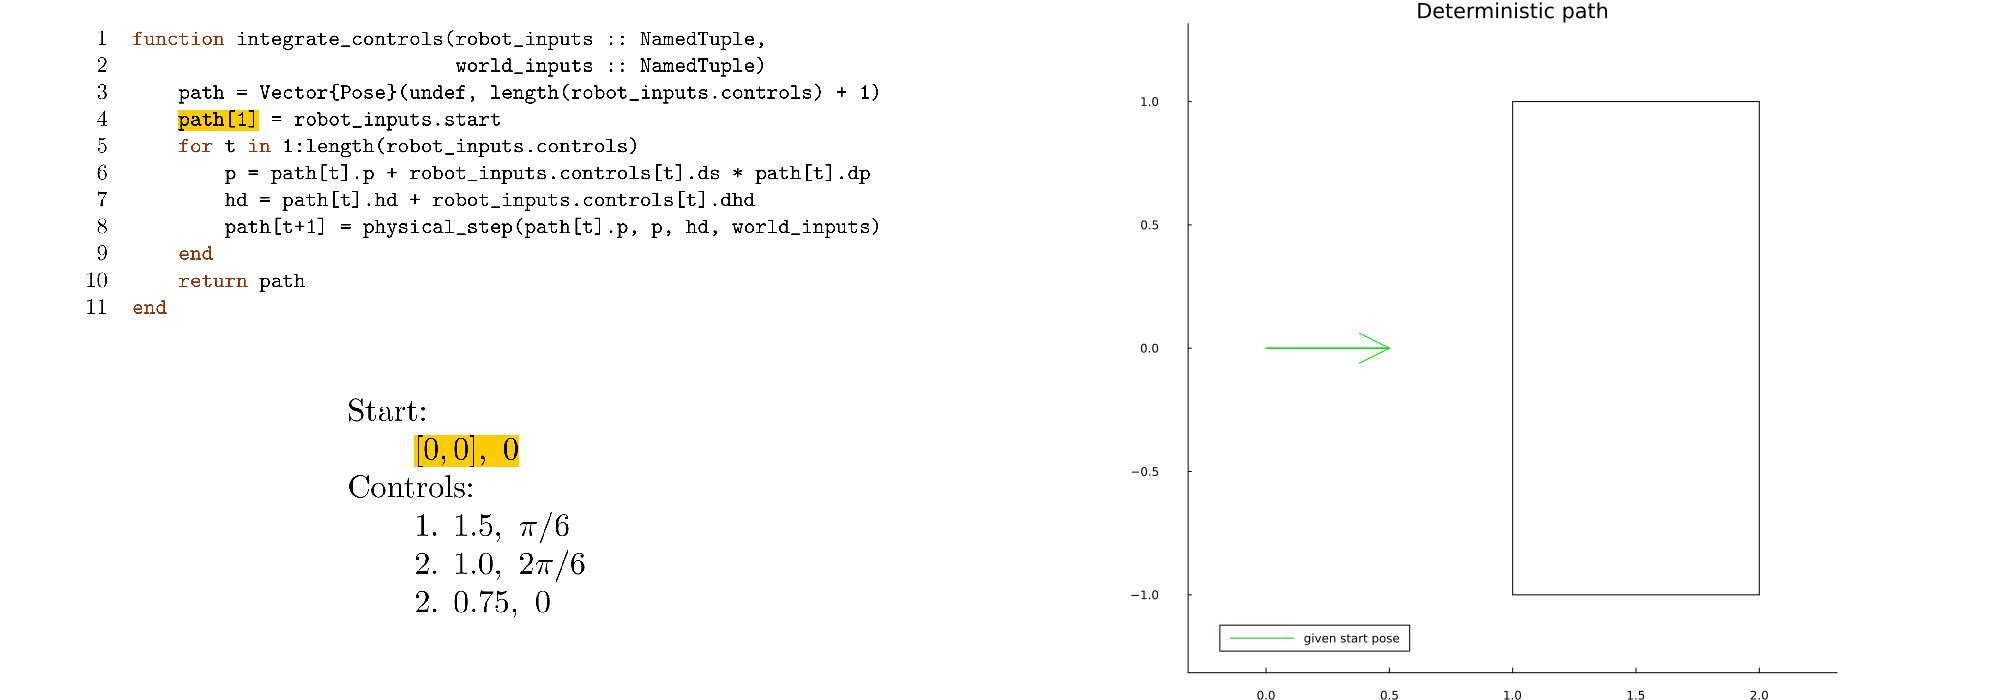 1 function integrate_controls(robot_inputs :: NamedTuple,
2 world_inputs :: NamedTuple)
3 path = Vector{Pose}(undef, length(robot_inputs.controls) + 1)
4 path[1] = robot_inputs.start
5 for t in 1:length(robot_inputs.controls)
6 p = path[t].p + robot_inputs.controls[t].ds * path[t].dp
7 hd = path[t].hd + robot_inputs.controls[t].dhd
8 path[t+1] = physical_step(path[t].p, p, hd, world_inputs)
9 end
10 return path
11 end
Start:
[0, 0], 0
Controls:
1. 1.5, π/6
2. 1.0, 2π/6
2. 0.75, 0
Deterministic path
1.0
0.5
0.0
−0.5
−1.0
given start pose
0.0 0.5 1.0 1.5 2.0